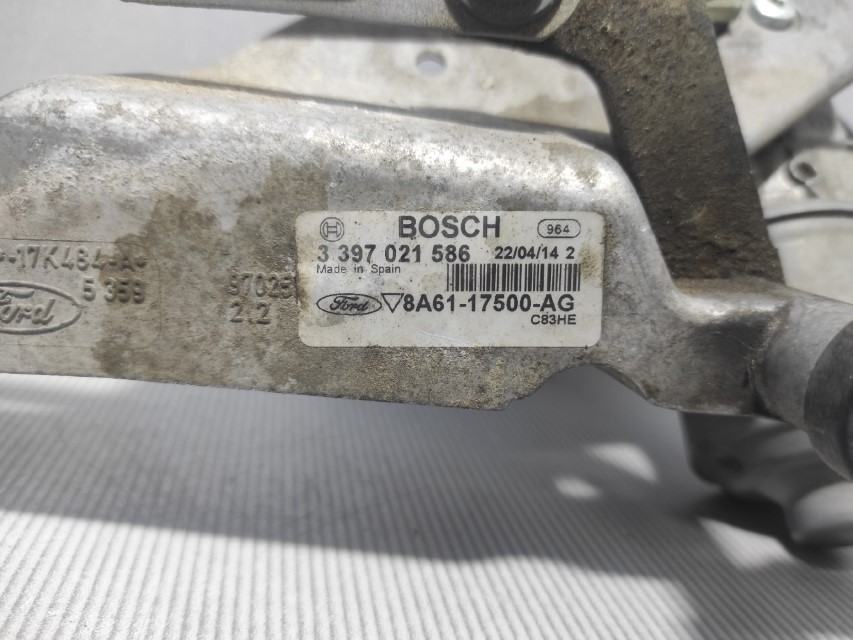 BOSCH
964
3 397 021 586 22/04/14 2
Made in Spain
Ford 8A61-17500-AG
C83HE
-17K484-A
5 359
Ford
97025
2.2